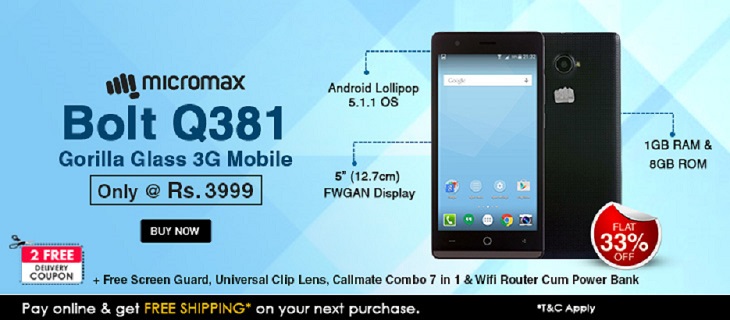 micromax
Bolt Q381
Gorilla Glass 3G Mobile
Only @ Rs. 3999
BUY NOW
Android Lollipop
5.1.1 OS
5" (12.7cm)
FWGAN Display
Google
1GB RAM &
8GB ROM
FLAT
33%
OFF
2 FREE
DELIVERY
COUPON
+ Free Screen Guard, Universal Clip Lens, Callmate Combo 7 in 1 & Wifi Router Cum Power Bank
Pay online & get FREE SHIPPING* on your next purchase.
*T&C Apply